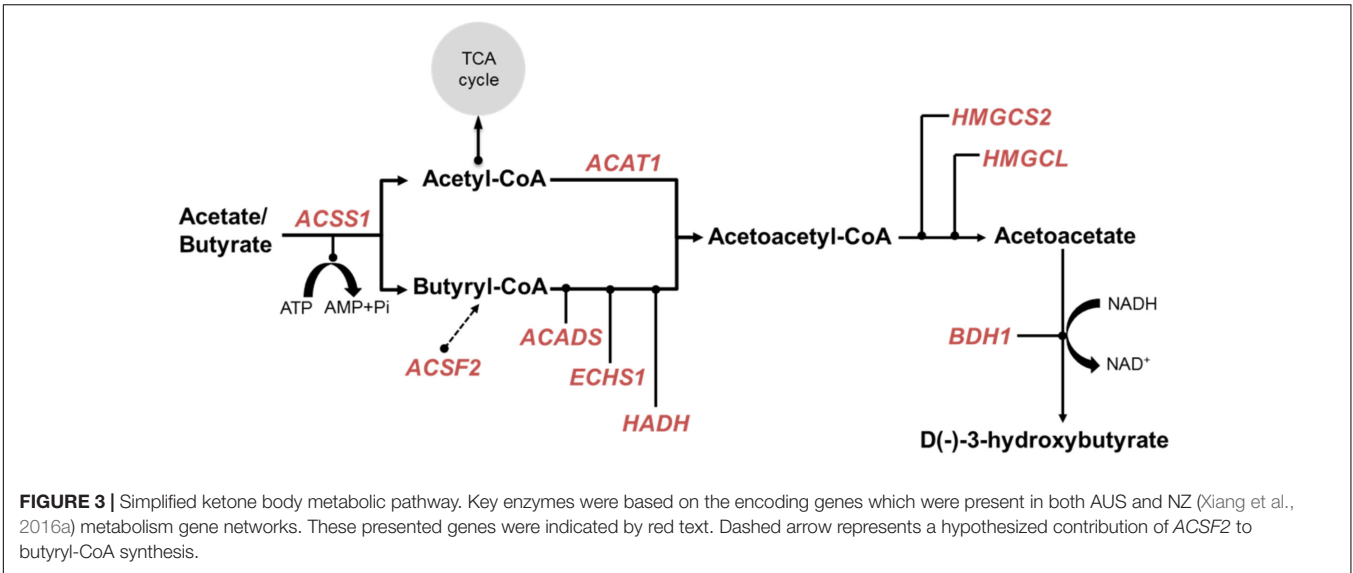 TCA
cycle
HMGCS2
HMGCL
ACAT1
Acetyl-CoA
Acetate/
Butyrate
ACSS1
Acetoacetyl-CoA
Acetoacetate
Butyryl-CoA
ATP AMP+Pi
NADH
BDH1
NAD+
ACADS
ACSF2
ECHS1
HADH
D(-)-3-hydroxybutyrate
FIGURE 3 | Simplified ketone body metabolic pathway. Key enzymes were based on the encoding genes which were present in both AUS and NZ (Xiang et al.,
2016a) metabolism gene networks. These presented genes were indicated by red text. Dashed arrow represents a hypothesized contribution of ACSF2 to
butyryl-CoA synthesis.